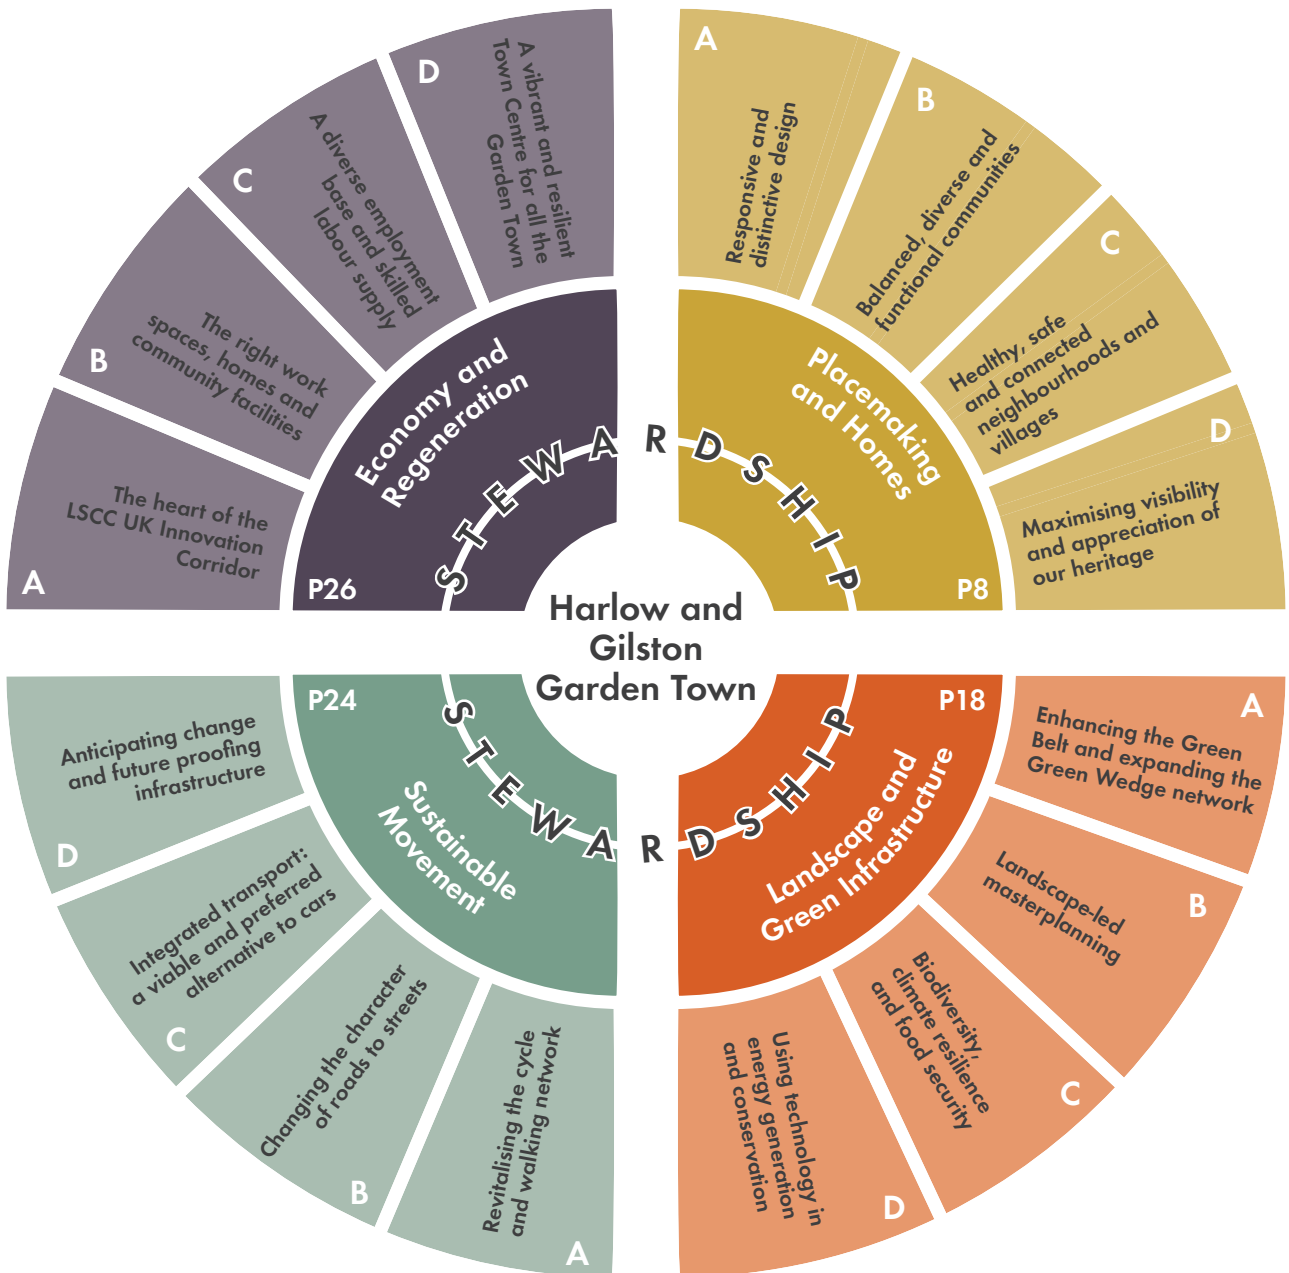 Harlow and
Gilston
Garden Town
STEWARDSHIP
STEWARDSHIP
Placemaking
and Homes
P8
A
Responsive and
distinctive design
B
Balanced, diverse and
functional communities
C
Healthy, safe
and connected
neighbourhoods and
villages
D
Maximising visibility
and appreciation of
our heritage
Landscape and
Green Infrastructure
P18
A
Enhancing the Green
Belt and expanding the
Green Wedge network
B
Landscape-led
masterplanning
C
Biodiversity,
climate resilience
and food security
D
Using technology in
energy generation
and conservation
Sustainable
Movement
P24
A
Revitalising the cycle
and walking network
B
Changing the character
of roads to streets
C
Integrated transport:
a viable and preferred
alternative to cars
D
Anticipating change
and future proofing
infrastructure
Economy and
Regeneration
P26
A
The heart of the
LSCC UK Innovation
Corridor
B
The right work
spaces, homes and
community facilities
C
A diverse employment
base and skilled
labour supply
D
A vibrant and resilient
Town Centre for all the
Garden Town